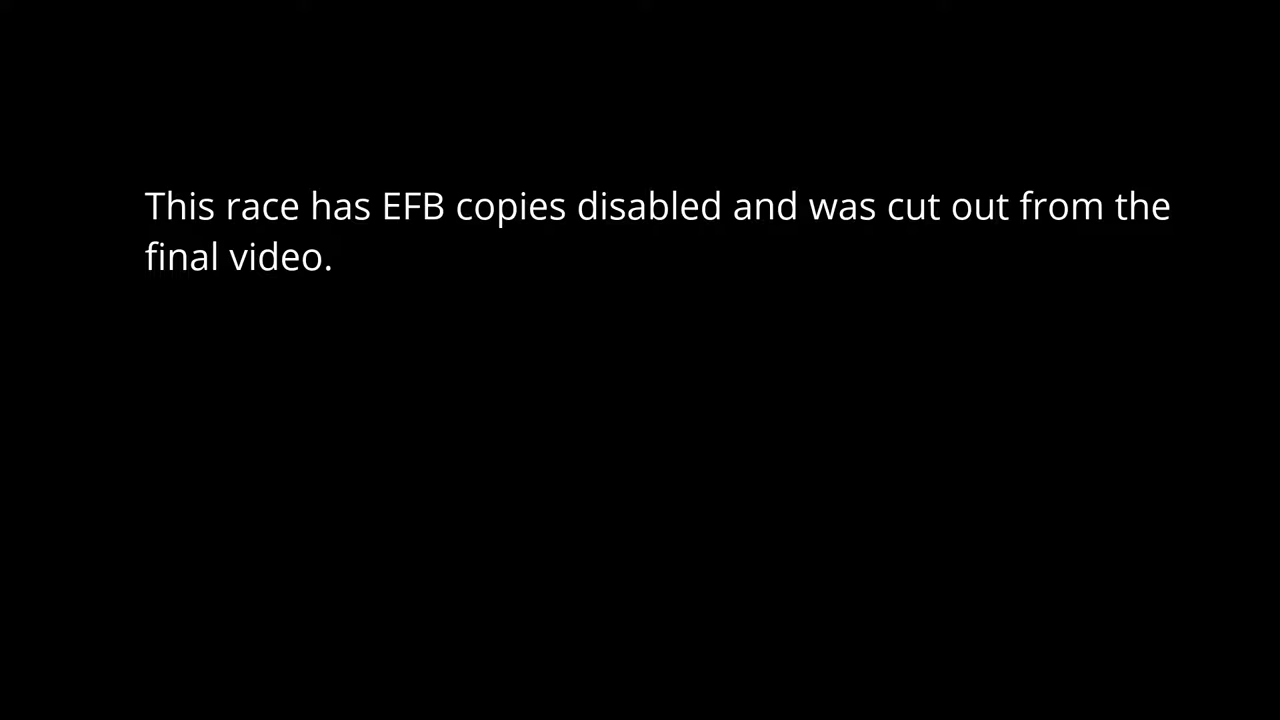 This race has EFB copies disabled and was cut out from the
final video.